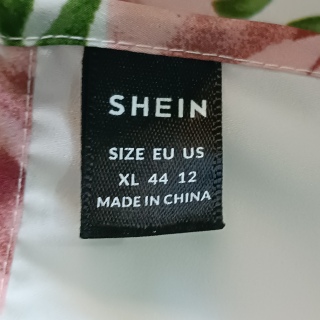 SHEIN
SIZE EU US
XL 44 12
MADE IN CHINA